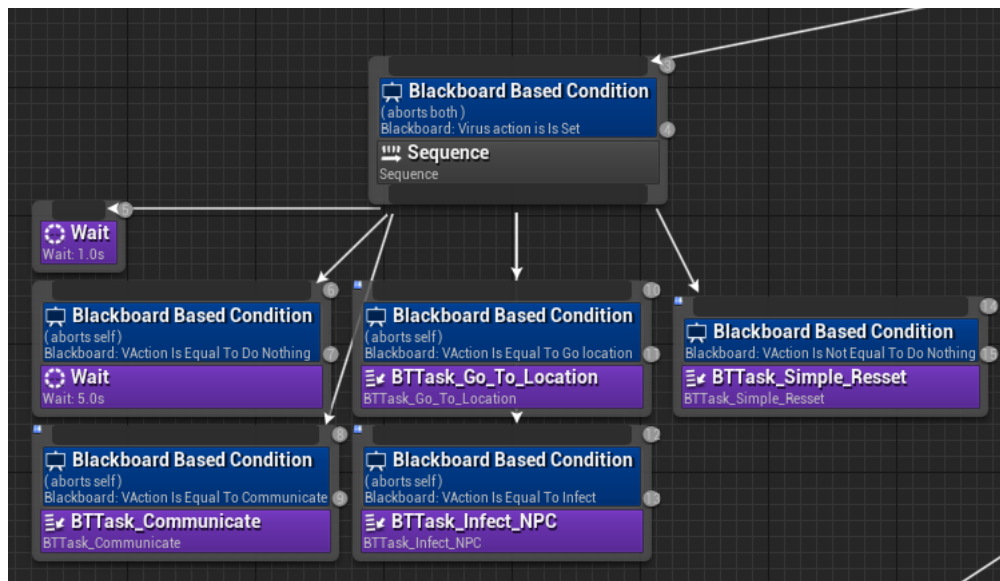 3
Blackboard Based Condition
( aborts both )
Blackboard: Virus action is Is Set
4
Sequence
Sequence
5
Wait
Wait: 1.0s
6
Blackboard Based Condition
( aborts self )
Blackboard: VAction Is Equal To Do Nothing
7
Wait
Wait: 5.0s
8
Blackboard Based Condition
( aborts self )
Blackboard: VAction Is Equal To Communicate
9
BTTask_Communicate
BTTask_Communicate
10
Blackboard Based Condition
( aborts self )
Blackboard: VAction Is Equal To Go location
11
BTTask_Go_To_Location
BTTask_Go_To_Location
12
Blackboard Based Condition
( aborts self )
Blackboard: VAction Is Equal To Infect
13
BTTask_Infect_NPC
BTTask_Infect_NPC
14
Blackboard Based Condition
Blackboard: VAction Is Not Equal To Do Nothing
15
BTTask_Simple_Resset
BTTask_Simple_Resset